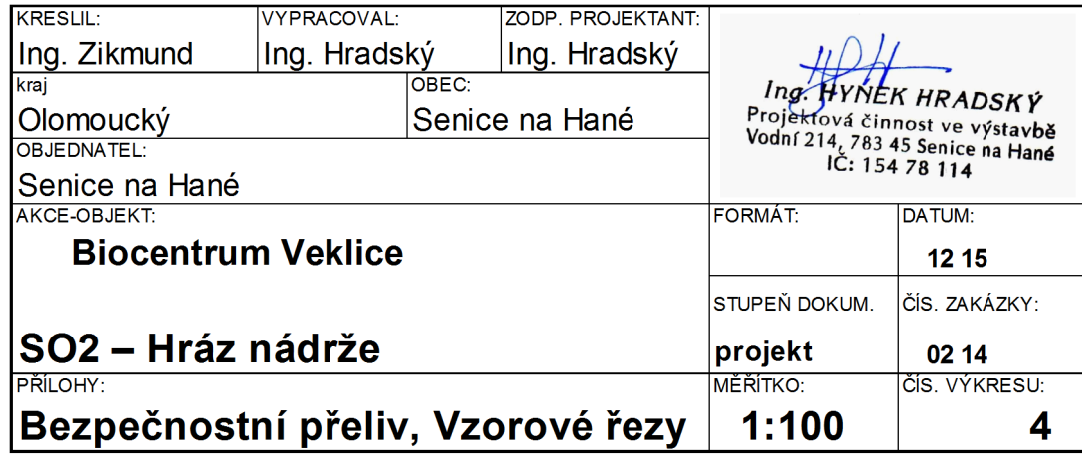 KRESLIL:
Ing. Zikmund
VYPRACOVAL:
Ing. Hradský
ZODP. PROJEKTANT:
Ing. Hradský
Ing. HYNEK HRADSKÝ
Projektová činnost ve výstavbě
Vodní 214, 783 45 Senice na Hané
IČ: 154 78 114
kraj
Olomoucký
OBEC:
Senice na Hané
OBJEDNATEL:
Senice na Hané
AKCE-OBJEKT:
Biocentrum Veklice
SO2 – Hráz nádrže
FORMÁT:
DATUM:
12 15
STUPEŇ DOKUM.
projekt
ČÍS. ZAKÁZKY:
02 14
PŘÍLOHY:
Bezpečnostní přeliv, Vzorové řezy
MĚŘÍTKO:
1:100
ČÍS. VÝKRESU:
4